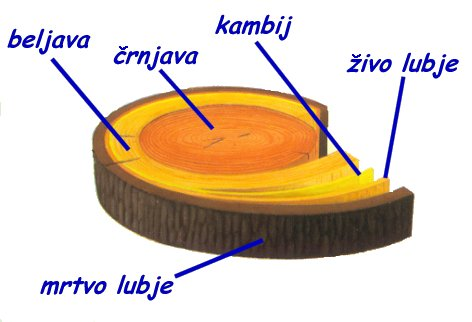 kambij
beljava
črnjava
živo lubje
mrtvo lubje